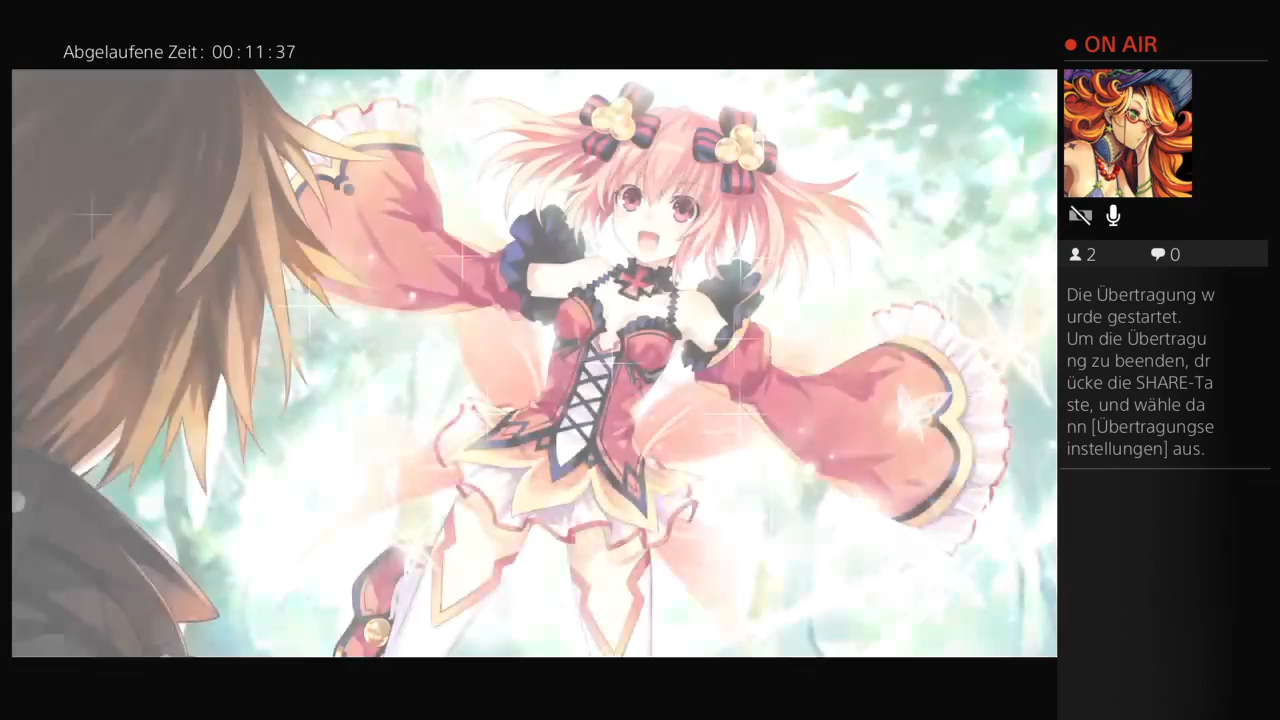 Abgelaufene Zeit: 00:11:37
ON AIR
2
0
Die Übertragung w
urde gestartet.
Um die Übertragu
ng zu beenden, dr
ücke die SHARE-Ta
ste, und wähle da
nn [Übertragungse
instellungen] aus.